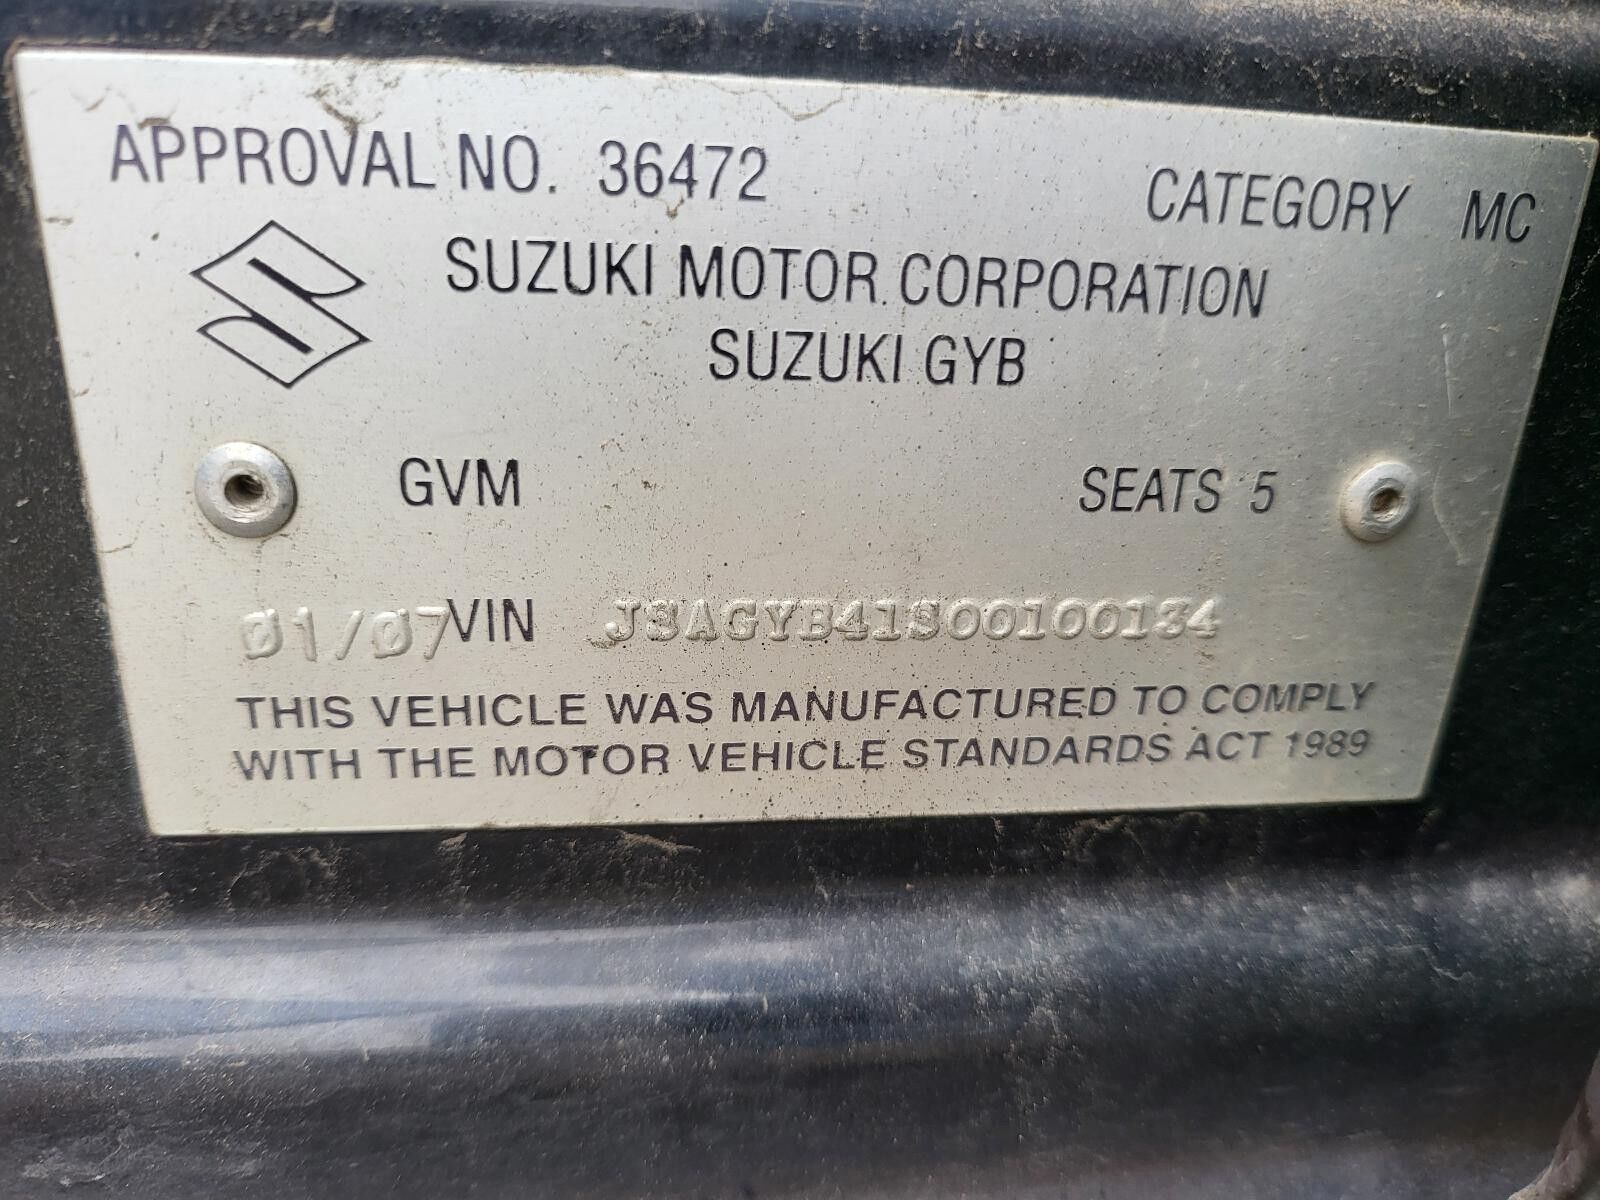 APPROVAL NO. 36472 CATEGORY MC
SUZUKI MOTOR CORPORATION
SUZUKI GYB
GVM SEATS 5
01/07 VIN JSAGYB41S00100134
THIS VEHICLE WAS MANUFACTURED TO COMPLY
WITH THE MOTOR VEHICLE STANDARDS ACT 1989